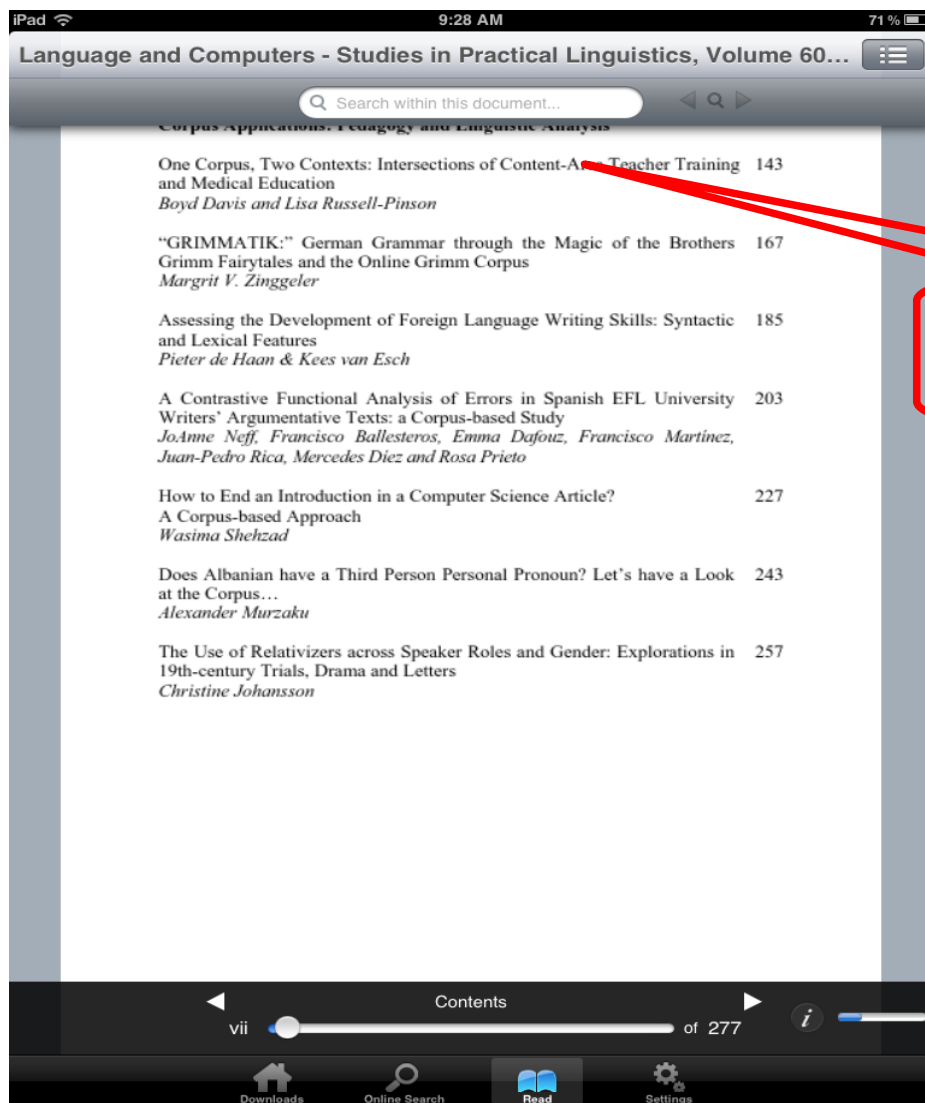 iPad 9:28 AM 71 %
Language and Computers - Studies in Practical Linguistics, Volume 60...
Search within this document...
Corpus Applications: Pedagogy and Linguistic Analysis
One Corpus, Two Contexts: Intersections of Content-Area Teacher Training 143
and Medical Education
Boyd Davis and Lisa Russell-Pinson
“GRIMMATIK:” German Grammar through the Magic of the Brothers 167
Grimm Fairytales and the Online Grimm Corpus
Margrit V. Zinggeler
Assessing the Development of Foreign Language Writing Skills: Syntactic 185
and Lexical Features
Pieter de Haan & Kees van Esch
A Contrastive Functional Analysis of Errors in Spanish EFL University 203
Writers’ Argumentative Texts: a Corpus-based Study
JoAnne Neff, Francisco Ballesteros, Emma Dafouz, Francisco Martínez,
Juan-Pedro Rica, Mercedes Díez and Rosa Prieto
How to End an Introduction in a Computer Science Article? 227
A Corpus-based Approach
Wasima Shehzad
Does Albanian have a Third Person Personal Pronoun? Let’s have a Look 243
at the Corpus…
Alexander Murzaku
The Use of Relativizers across Speaker Roles and Gender: Explorations in 257
19th-century Trials, Drama and Letters
Christine Johansson
Contents
vii of 277 i
Downloads Online Search Read Settings